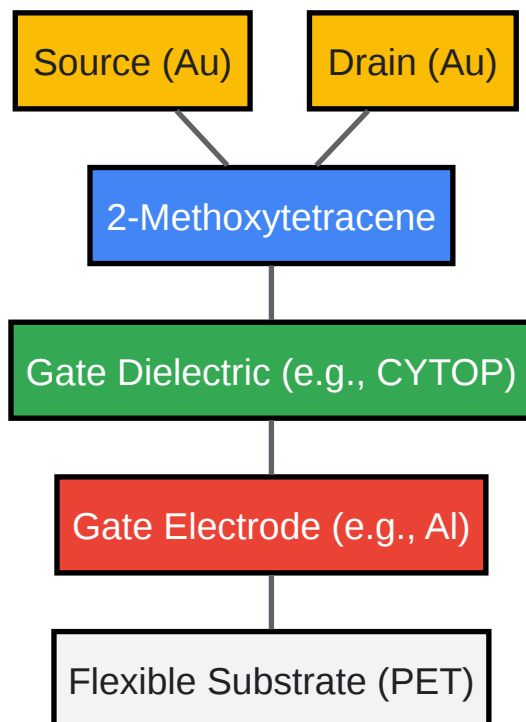 Source (Au)
Drain (Au)
2-Methoxytetracene
Gate Dielectric (e.g., CYTOP)
Gate Electrode (e.g., Al)
Flexible Substrate (PET)